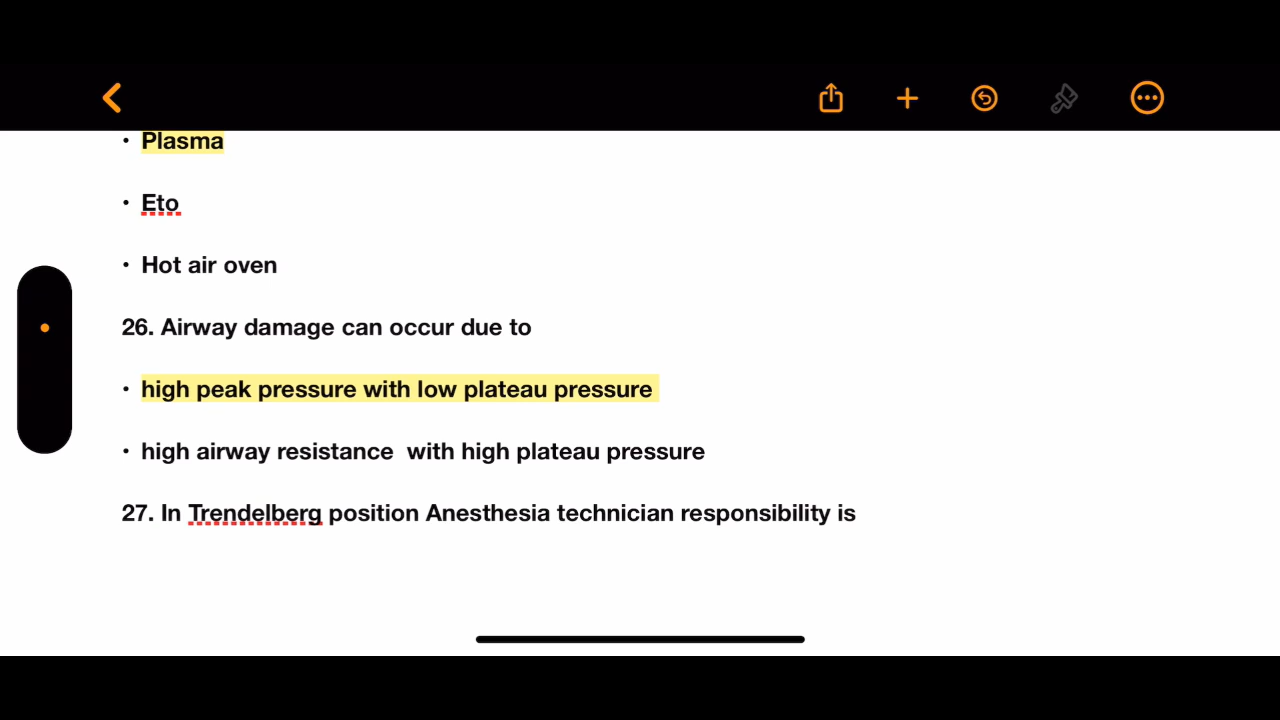 • Plasma
• Eto
• Hot air oven
26. Airway damage can occur due to
• high peak pressure with low plateau pressure
• high airway resistance  with high plateau pressure
27. In Trendelberg position Anesthesia technician responsibility is